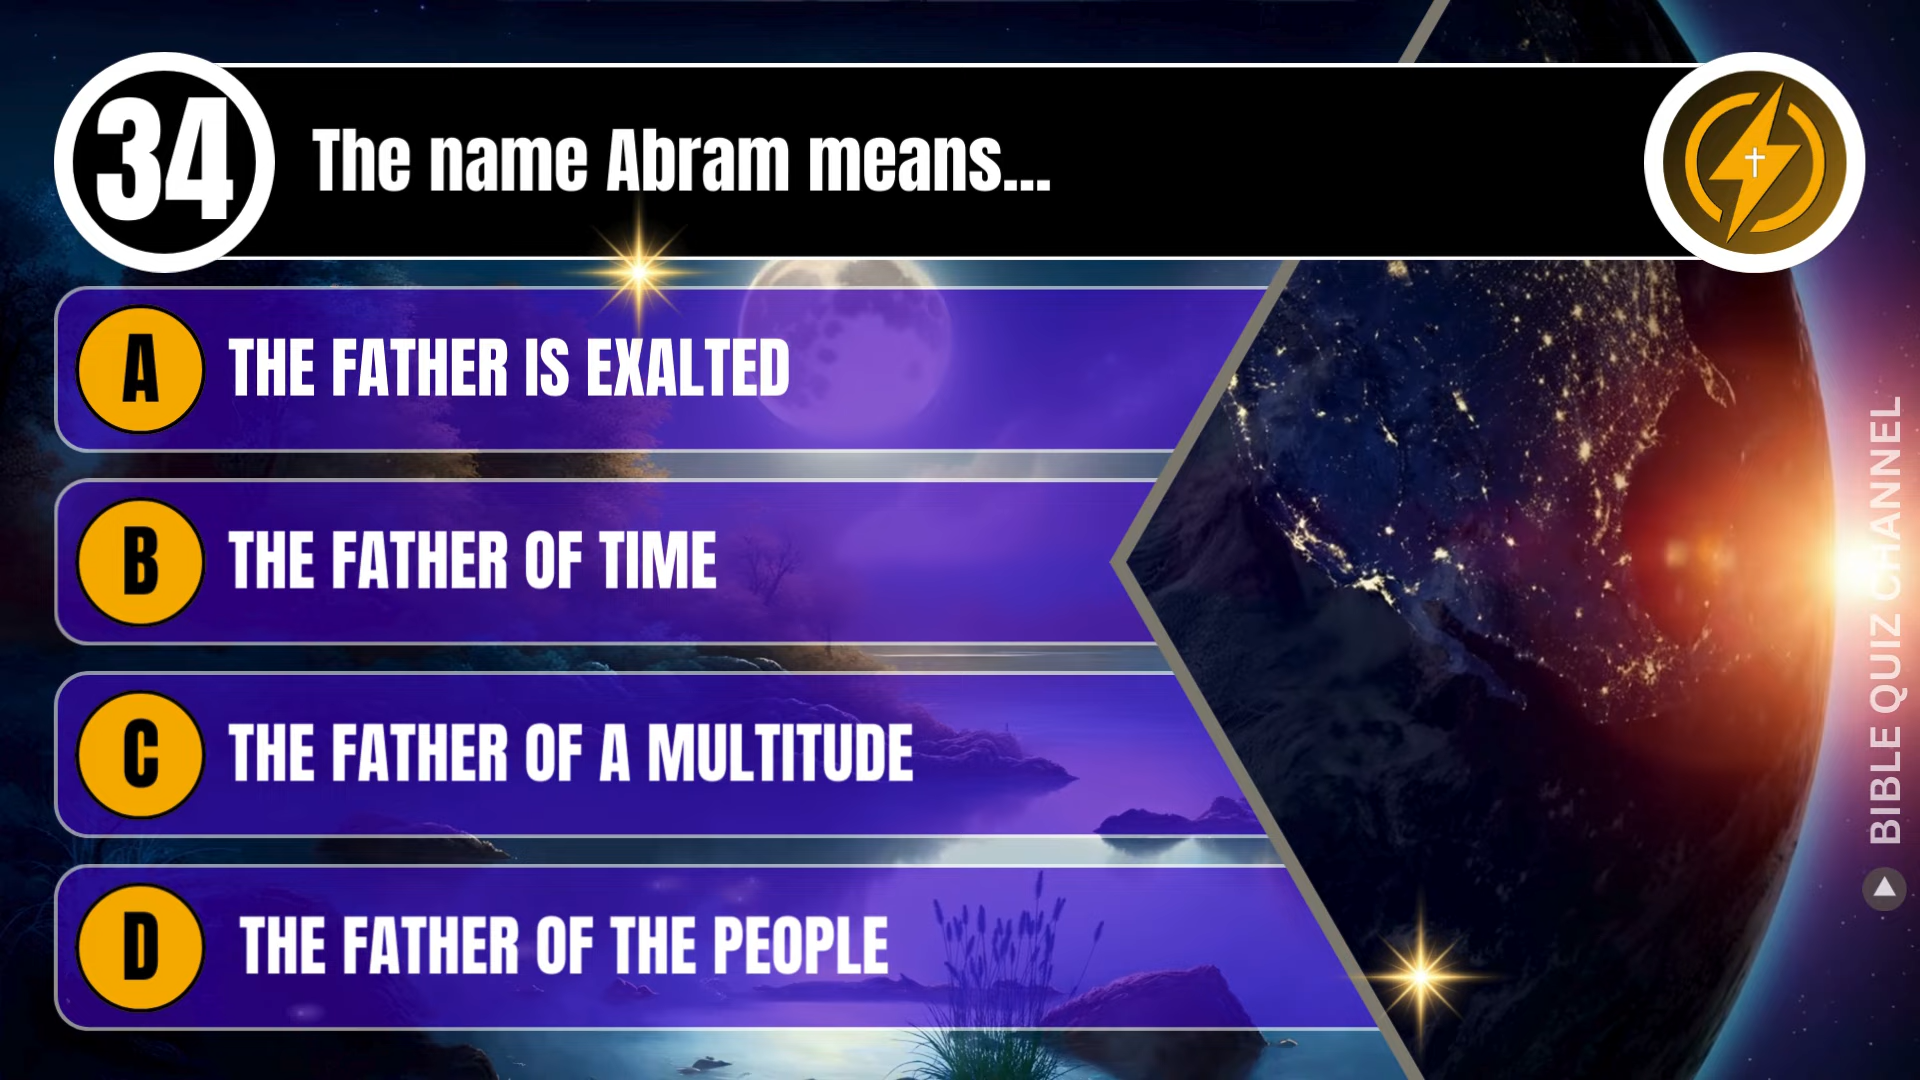 34
The name Abram means...
A
THE FATHER IS EXALTED
B
THE FATHER OF TIME
C
THE FATHER OF A MULTITUDE
D
THE FATHER OF THE PEOPLE
BIBLE QUIZ CHANNEL